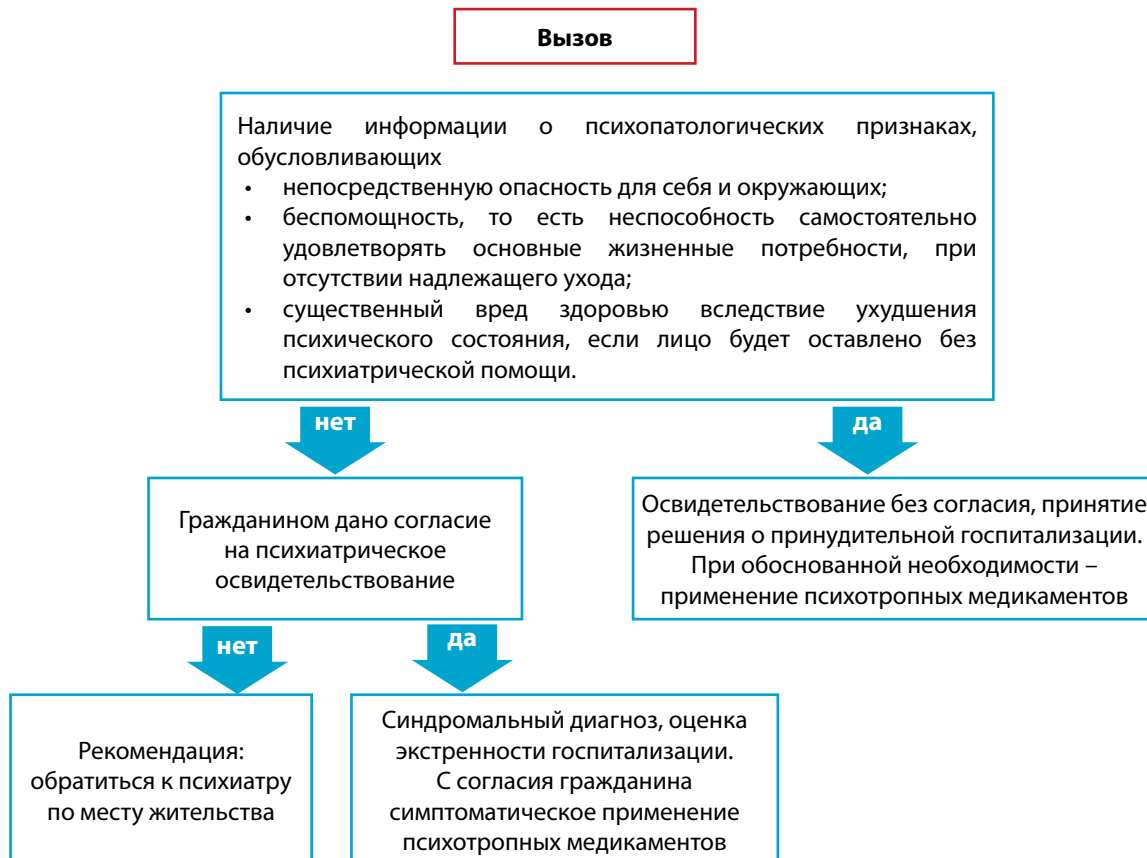 Вызов
Наличие информации о психопатологических признаках,
обусловливающих
• непосредственную опасность для себя и окружающих;
• беспомощность, то есть неспособность самостоятельно
удовлетворять основные жизненные потребности, при
отсутствии надлежащего ухода;
• существенный вред здоровью вследствие ухудшения
психического состояния, если лицо будет оставлено без
психиатрической помощи.
нет
да
Гражданином дано согласие
на психиатрическое
освидетельствование
Освидетельствование без согласия, принятие
решения о принудительной госпитализации.
При обоснованной необходимости –
применение психотропных медикаментов
нет
да
Рекомендация:
обратиться к психиатру
по месту жительства
Синдромальный диагноз, оценка
экстренности госпитализации.
С согласия гражданина
симптоматическое применение
психотропных медикаментов